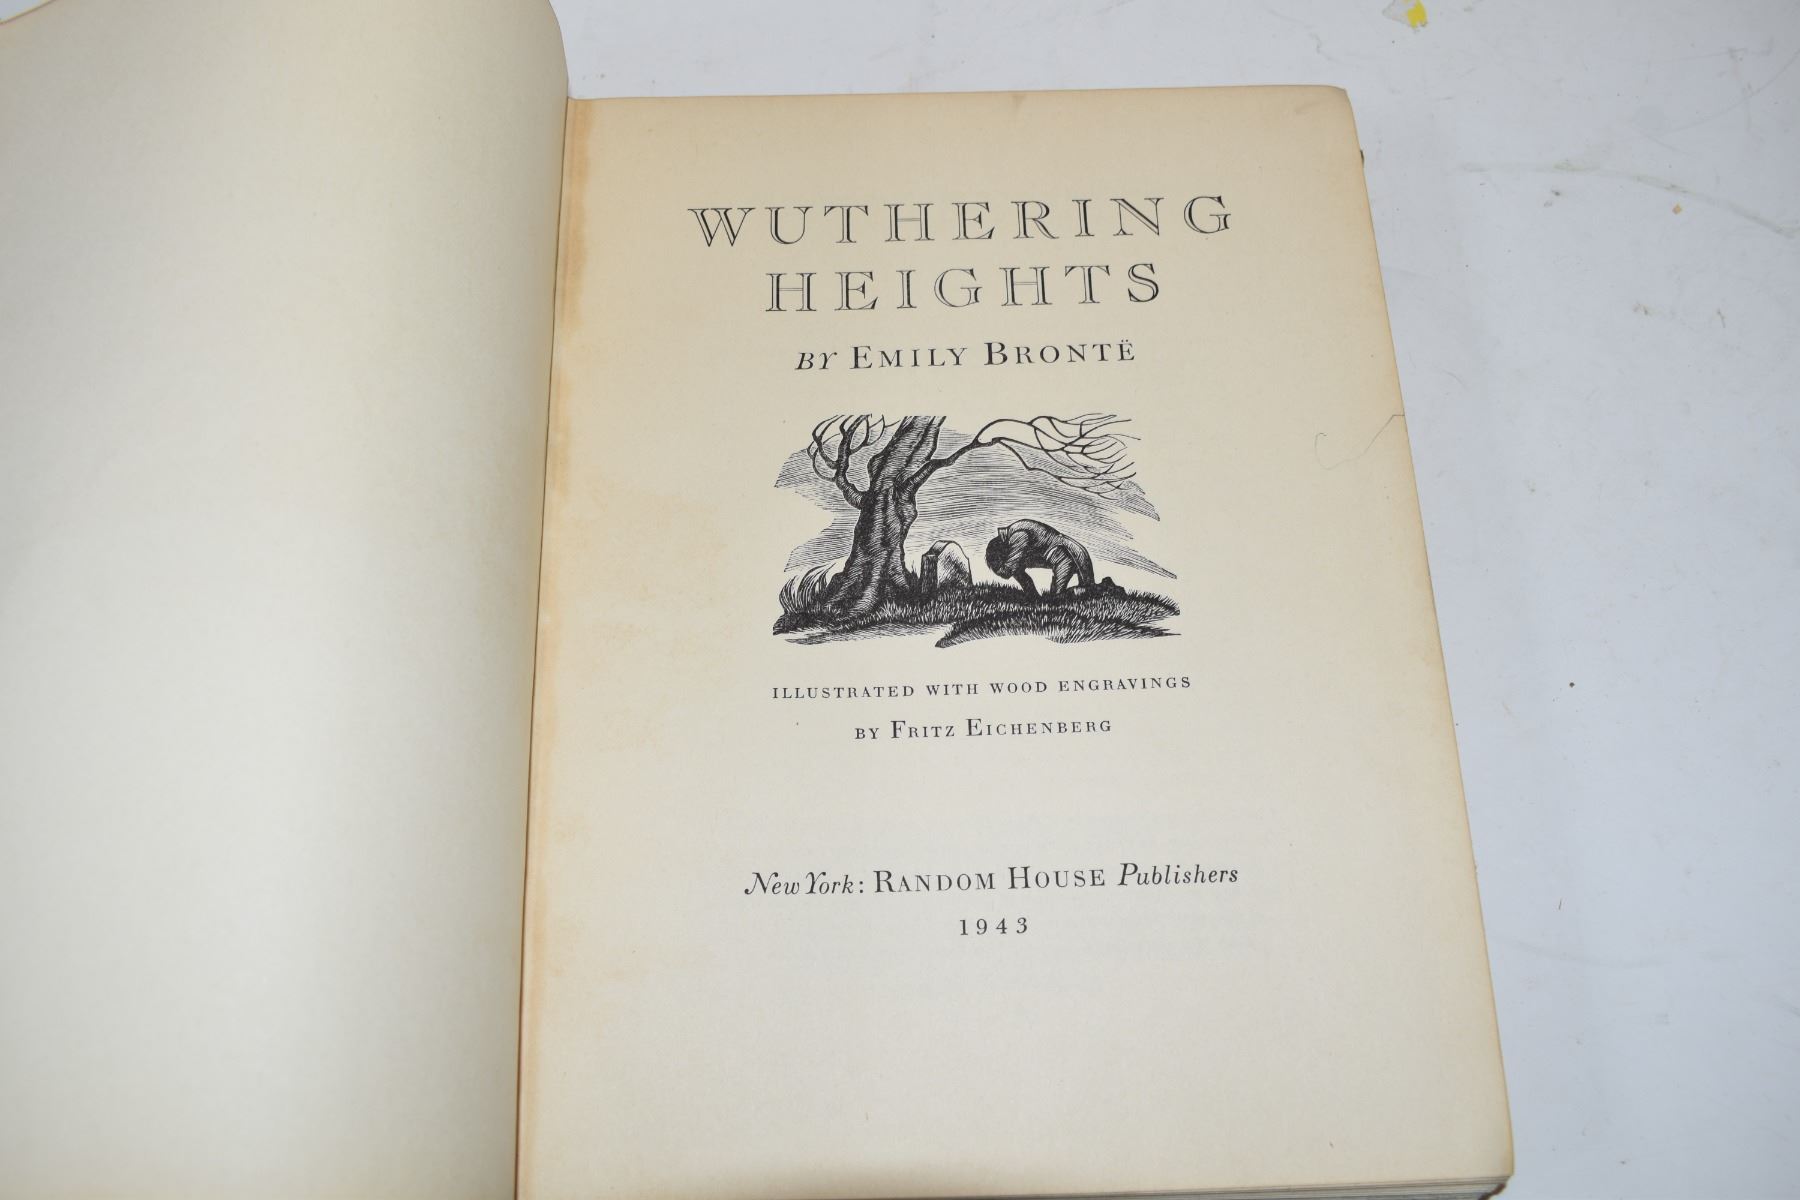 WUTHERING
HEIGHTS
BY EMILY BRONTË
ILLUSTRATED WITH WOOD ENGRAVINGS
BY FRITZ EICHENBERG
New York: RANDOM HOUSE Publishers
1943